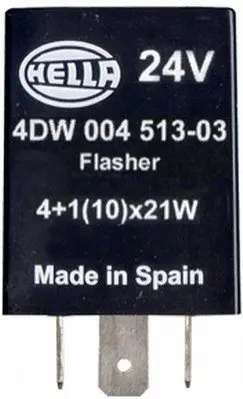 HELLA 24V
4DW 004 513-03
Flasher
4+1(10)x21W
Made in Spain